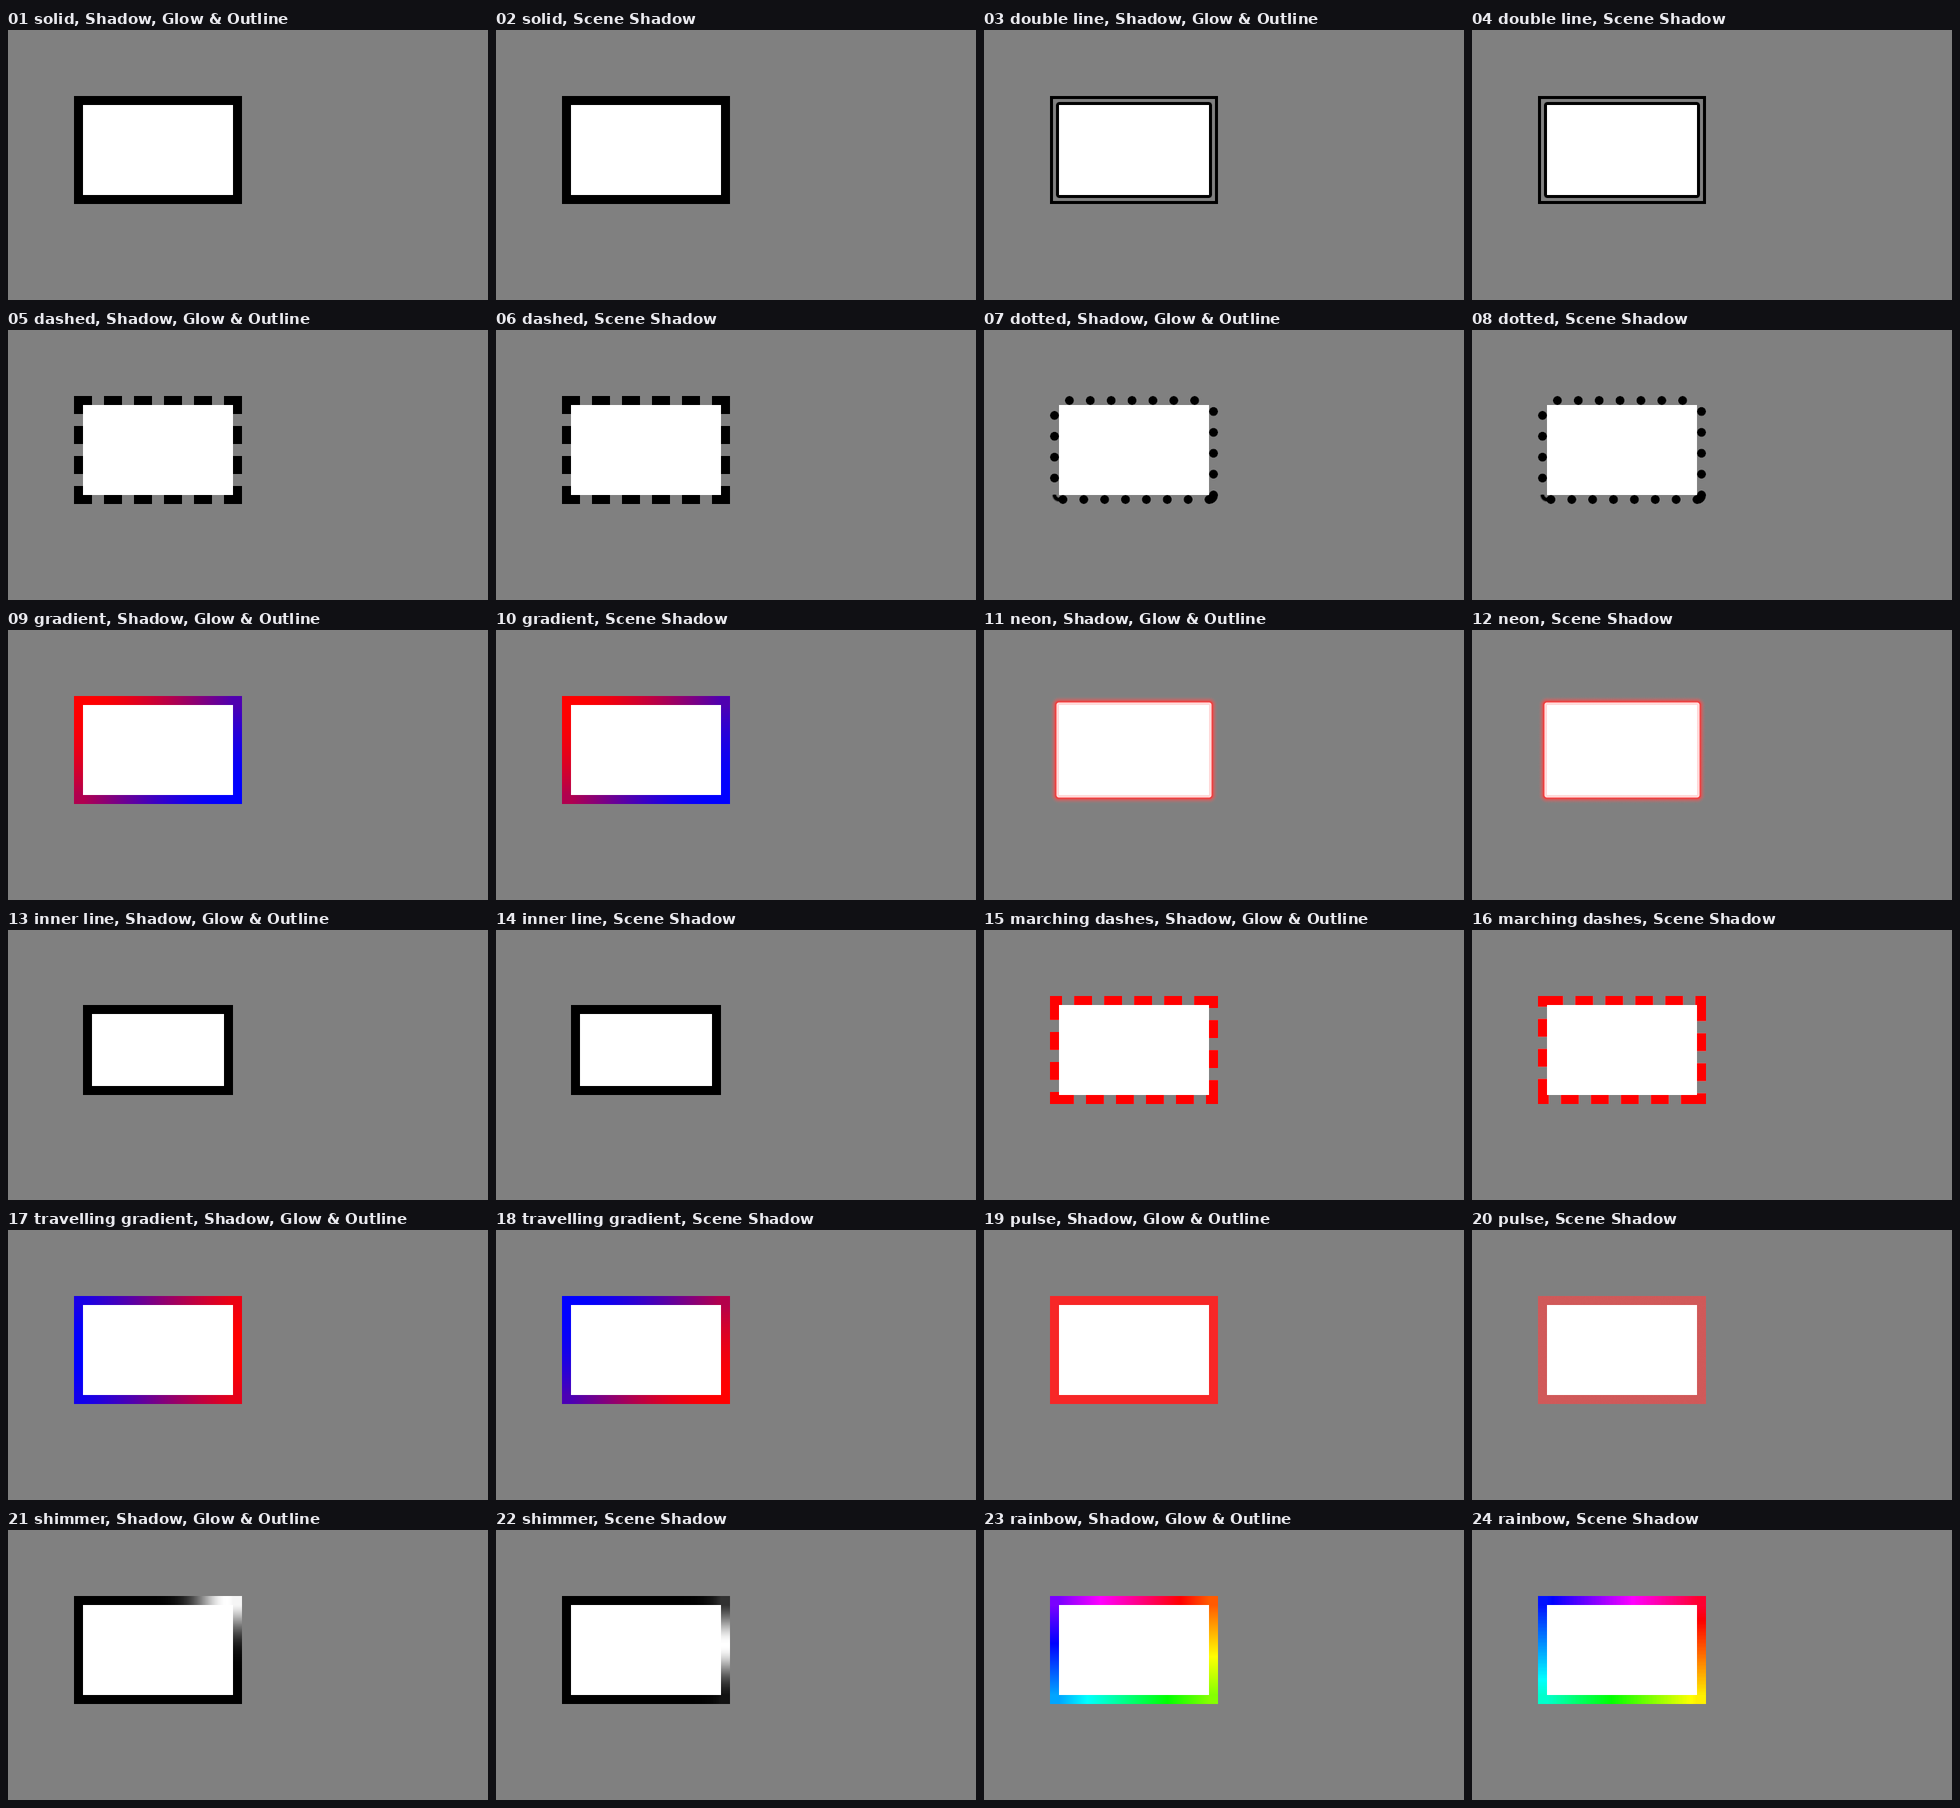 01 solid, Shadow, Glow & Outline
02 solid, Scene Shadow
03 double line, Shadow, Glow & Outline
04 double line, Scene Shadow
05 dashed, Shadow, Glow & Outline
06 dashed, Scene Shadow
07 dotted, Shadow, Glow & Outline
08 dotted, Scene Shadow
09 gradient, Shadow, Glow & Outline
10 gradient, Scene Shadow
11 neon, Shadow, Glow & Outline
12 neon, Scene Shadow
13 inner line, Shadow, Glow & Outline
14 inner line, Scene Shadow
15 marching dashes, Shadow, Glow & Outline
16 marching dashes, Scene Shadow
17 travelling gradient, Shadow, Glow & Outline
18 travelling gradient, Scene Shadow
19 pulse, Shadow, Glow & Outline
20 pulse, Scene Shadow
21 shimmer, Shadow, Glow & Outline
22 shimmer, Scene Shadow
23 rainbow, Shadow, Glow & Outline
24 rainbow, Scene Shadow